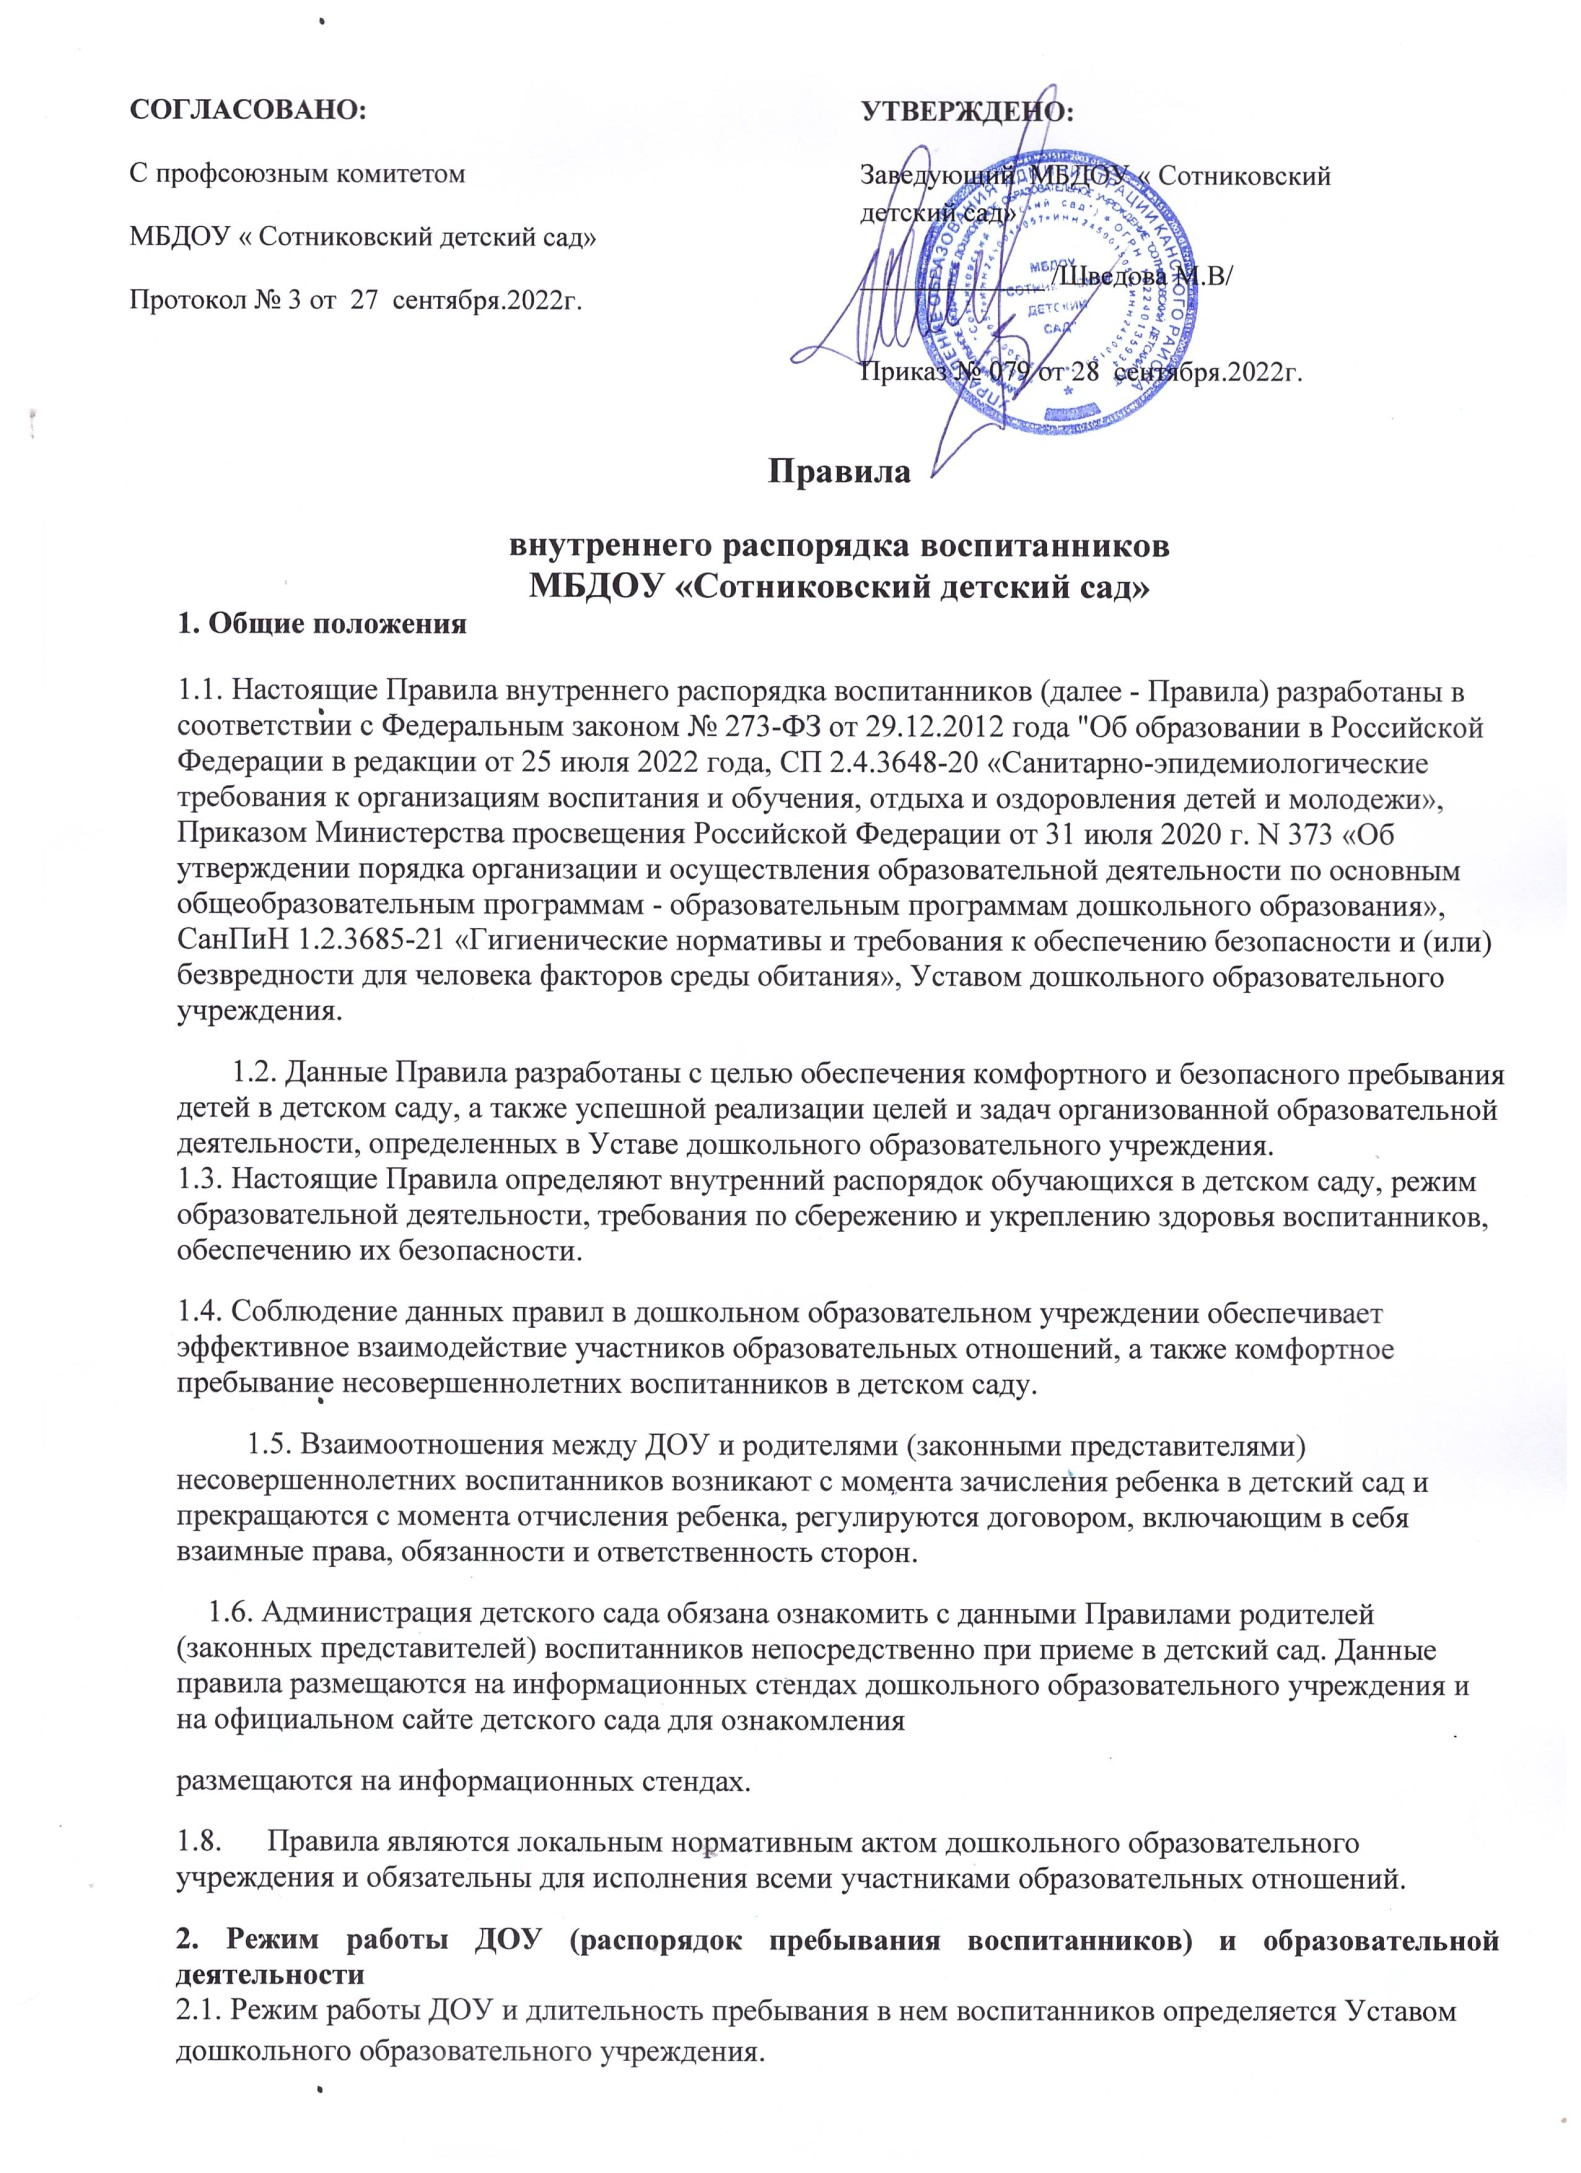 СОГЛАСОВАНО:
С профсоюзным комитетом
МБДОУ « Сотниковский детский сад»
Протокол № 3 от 27 сентября.2022г.
УТВЕРЖДЕНО:
Заведующий МБДОУ « Сотниковский
детский сад»
/Шведова М.В/
Приказ № 079 от 28 сентября.2022г.
МБДОУ
ДЕТСКИЙ
САД"
Правила
внутреннего распорядка воспитанников
МБДОУ «Сотниковский детский сад»
1. Общие положения
1.1. Настоящие Правила внутреннего распорядка воспитанников (далее - Правила) разработаны в
соответствии с Федеральным законом № 273-ФЗ от 29.12.2012 года "Об образовании в Российской
Федерации в редакции от 25 июля 2022 года, СП 2.4.3648-20 «Санитарно-эпидемиологические
требования к организациям воспитания и обучения, отдыха и оздоровления детей и молодежи»,
Приказом Министерства просвещения Российской Федерации от 31 июля 2020 г. N 373 «Об
утверждении порядка организации и осуществления образовательной деятельности по основным
общеобразовательным программам - образовательным программам дошкольного образования»,
СанПиН 1.2.3685-21 «Гигиенические нормативы и требования к обеспечению безопасности и (или)
безвредности для человека факторов среды обитания», Уставом дошкольного образовательного
учреждения.
1.2. Данные Правила разработаны с целью обеспечения комфортного и безопасного пребывания
детей в детском саду, а также успешной реализации целей и задач организованной образовательной
деятельности, определенных в Уставе дошкольного образовательного учреждения.
1.3. Настоящие Правила определяют внутренний распорядок обучающихся в детском саду, режим
образовательной деятельности, требования по сбережению и укреплению здоровья воспитанников,
обеспечению их безопасности.
1.4. Соблюдение данных правил в дошкольном образовательном учреждении обеспечивает
эффективное взаимодействие участников образовательных отношений, а также комфортное
пребывание несовершеннолетних воспитанников в детском саду.
1.5. Взаимоотношения между ДОУ и родителями (законными представителями)
несовершеннолетних воспитанников возникают с момента зачисления ребенка в детский сад и
прекращаются с момента отчисления ребенка, регулируются договором, включающим в себя
взаимные права, обязанности и ответственность сторон.
1.6. Администрация детского сада обязана ознакомить с данными Правилами родителей
(законных представителей) воспитанников непосредственно при приеме в детский сад. Данные
правила размещаются на информационных стендах дошкольного образовательного учреждения и
на официальном сайте детского сада для ознакомления
размещаются на информационных стендах.
1.8. Правила являются локальным нормативным актом дошкольного образовательного
учреждения и обязательны для исполнения всеми участниками образовательных отношений.
2. Режим работы ДОУ (распорядок пребывания воспитанников) и образовательной
деятельности
2.1. Режим работы ДОУ и длительность пребывания в нем воспитанников определяется Уставом
дошкольного образовательного учреждения.